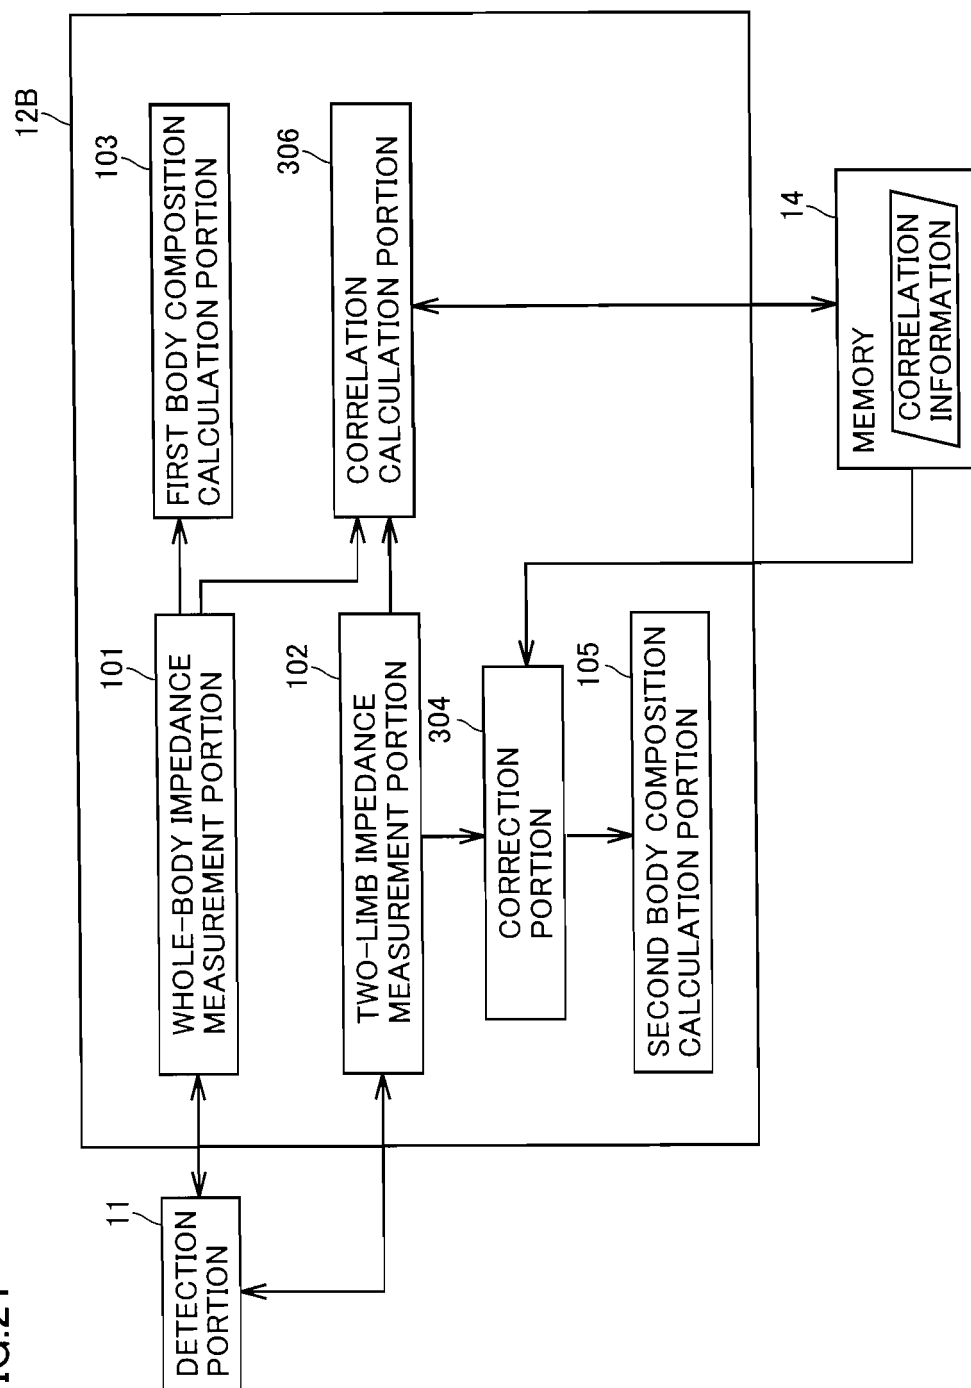 12B
11
DETECTION
PORTION
101
WHOLE-BODY IMPEDANCE
MEASUREMENT PORTION
103
FIRST BODY COMPOSITION
CALCULATION PORTION
102
TWO-LIMB IMPEDANCE
MEASUREMENT PORTION
306
CORRELATION
CALCULATION PORTION
304
CORRECTION
PORTION
105
SECOND BODY COMPOSITION
CALCULATION PORTION
14
MEMORY
CORRELATION
INFORMATION